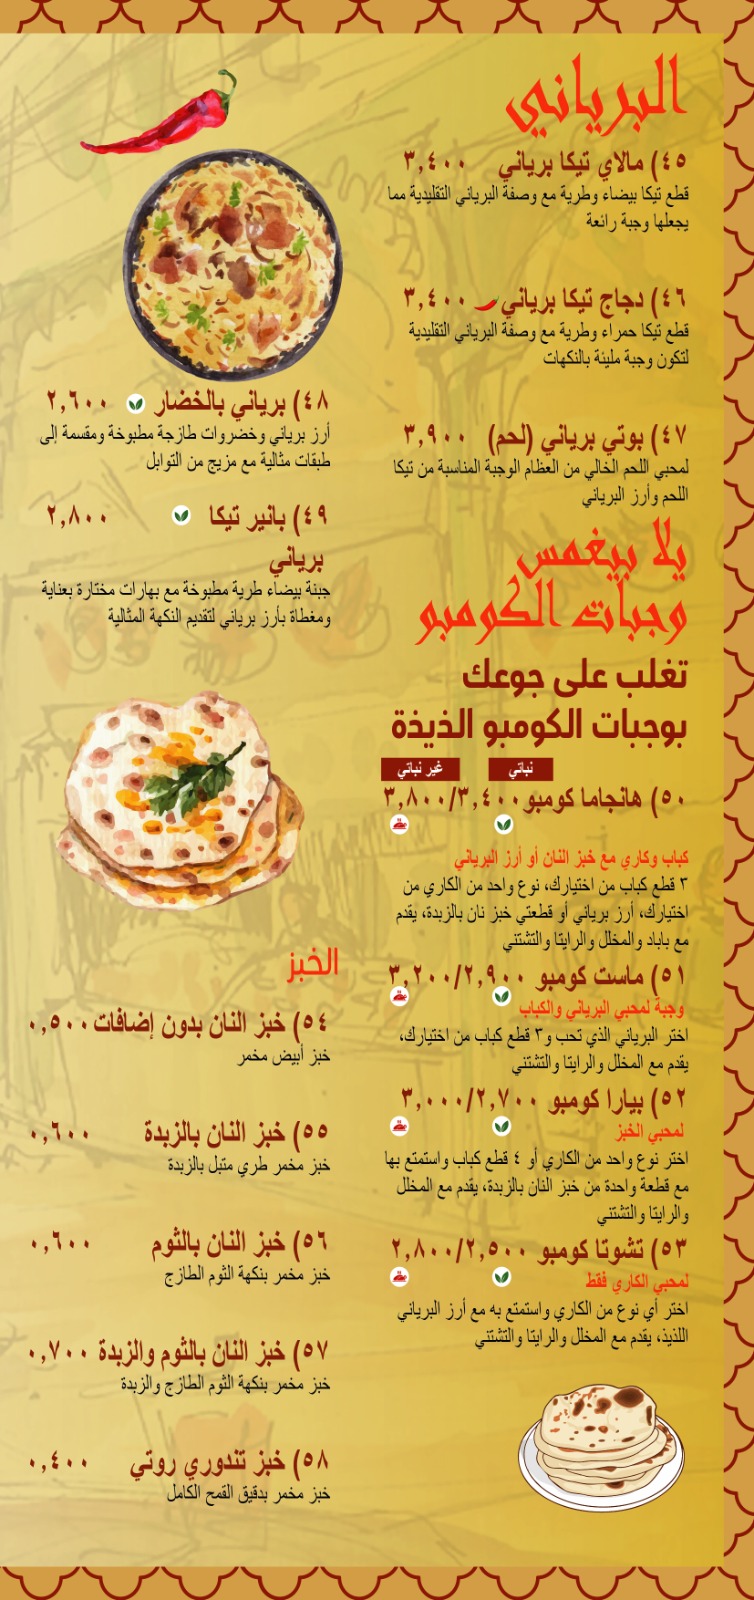 البرياني
٤٥) مالاي تيكا برياني ٣,٤٠٠
قطع تيكا بيضاء وطرية مع وصفة البرياني التقليدية مما
يجعلها وجبة رائعة
٤٦) دجاج تيكا برياني ٣,٤٠٠
قطع تيكا حمراء وطرية مع وصفة البرياني التقليدية
لتكون وجبة مليئة بالنكهات
٤٧) بوتي برياني (لحم) ٣,٩٠٠
لمحبي اللحم الخالي من العظام الوجبة المناسبة من تيكا
اللحم وأرز البرياني
يلا بيغمس
وجبات الكومبو
تغلب على جوعك
بوجبات الكومبو الذيذة
نباتي غير نباتي
٥٠) هانجاما كومبو ٣,٨٠٠/٣,٤٠٠
كباب وكاري مع خبز النان أو أرز البرياني
٣ قطع كباب من اختيارك، نوع واحد من الكاري من
اختيارك، أرز برياني أو قطعتي خبز نان بالزبدة، يقدم
مع باباد والمخلل والرايتا والتشتني
٥١) ماست كومبو ٣,٢٠٠/٢,٩٠٠
وجبة لمحبي البرياني والكباب
اختر البرياني الذي تحب و٣ قطع كباب من اختيارك،
يقدم مع المخلل والرايتا والتشتني
٥٢) بيارا كومبو ٣,٠٠٠/٢,٧٠٠
لمحبي الخبز
اختر نوع واحد من الكاري أو ٤ قطع كباب واستمتع بها
مع قطعة واحدة من خبز النان بالزبدة، يقدم مع المخلل
والرايتا والتشتني
٥٣) تشوتا كومبو ٢,٨٠٠/٢,٥٠٠
لمحبي الكاري فقط
اختر أي نوع من الكاري واستمتع به مع أرز البرياني
اللذيذ، يقدم مع المخلل والرايتا والتشتني
٤٨) برياني بالخضار ٢,٦٠٠
أرز برياني وخضروات طازجة مطبوخة ومقسمة إلى
طبقات مثالية مع مزيج من التوابل
٤٩) بانير تيكا ٢,٨٠٠
برياني
جبنة بيضاء طرية مطبوخة مع بهارات مختارة بعناية
ومغطاة بأرز برياني لتقديم النكهة المثالية
الخبز
٥٤) خبز النان بدون إضافات ٠,٥٠٠
خبز أبيض مخمر
٥٥) خبز النان بالزبدة ٠,٦٠٠
خبز مخمر طري متبل بالزبدة
٥٦) خبز النان بالثوم ٠,٦٠٠
خبز مخمر بنكهة الثوم الطازج
٥٧) خبز النان بالثوم والزبدة ٠,٧٠٠
خبز مخمر بنكهة الثوم الطازج والزبدة
٥٨) خبز تندوري روتي ٠,٤٠٠
خبز مخمر بدقيق القمح الكامل